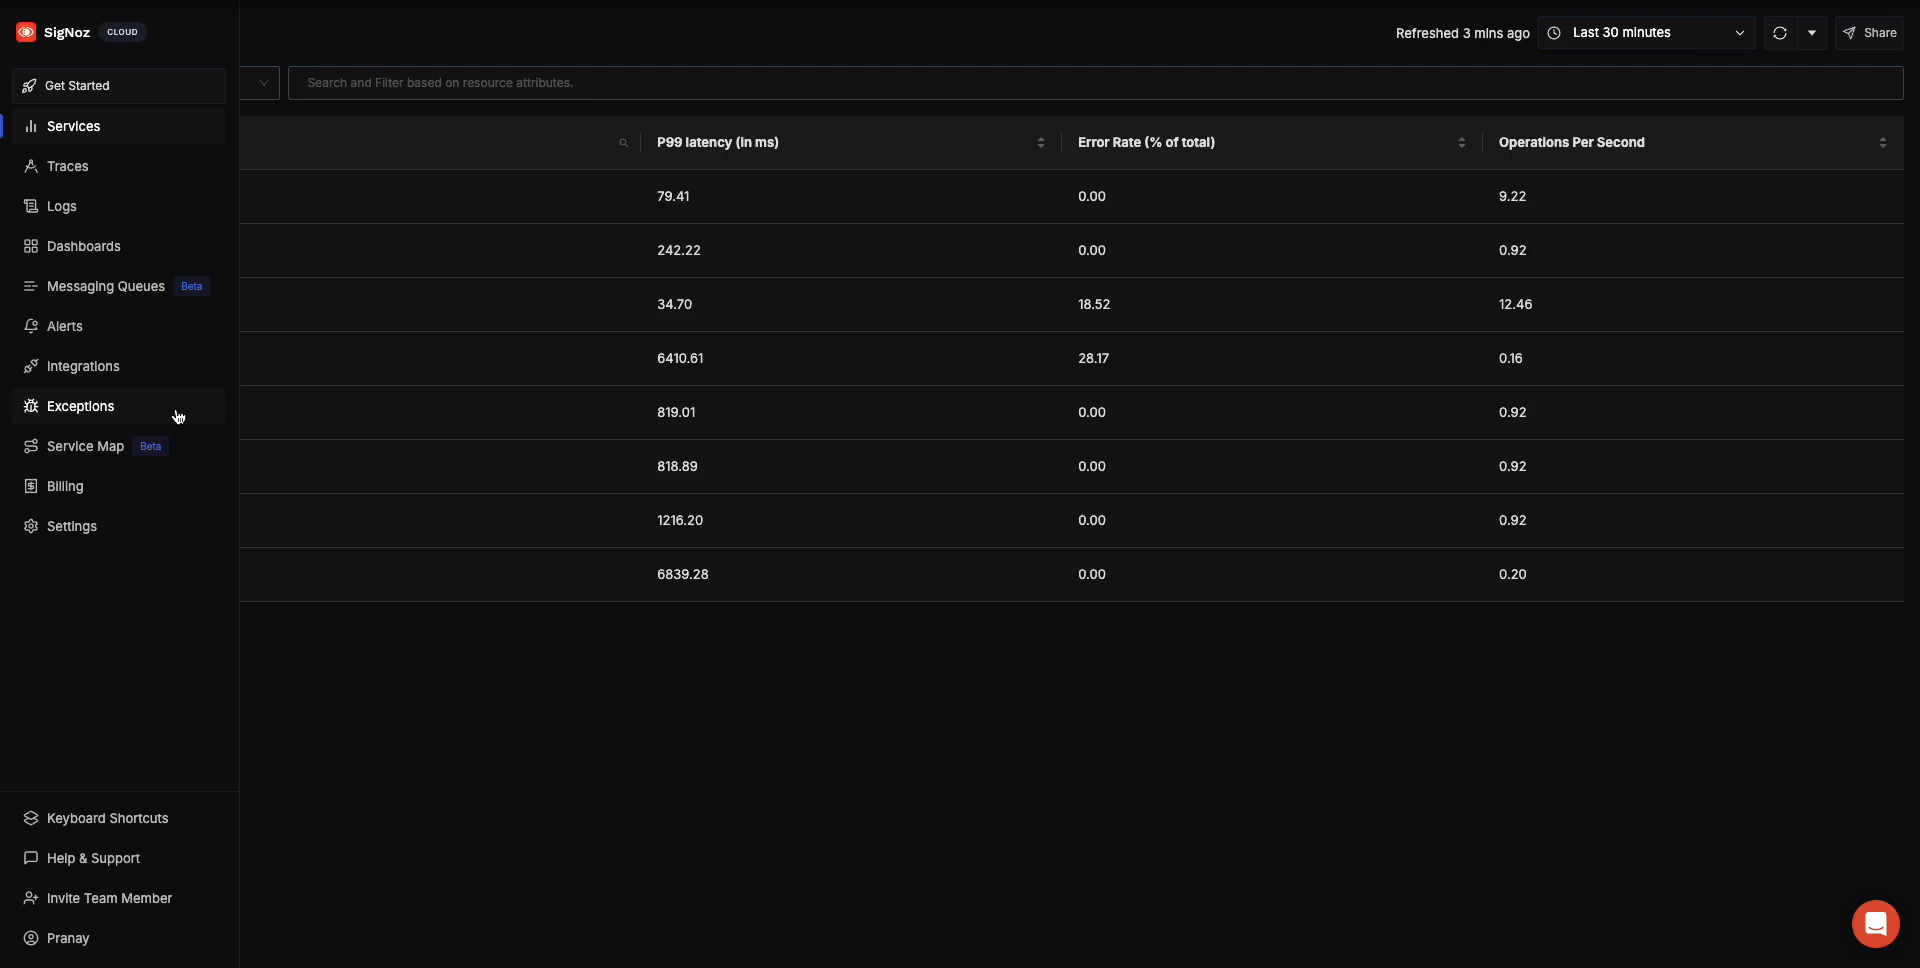 SigNoz CLOUD
Refreshed 3 mins ago
Last 30 minutes
Share
Get Started
Services
Traces
Logs
Dashboards
Messaging Queues Beta
Alerts
Integrations
Exceptions
Service Map Beta
Billing
Settings
Keyboard Shortcuts
Help & Support
Invite Team Member
Pranay
Search and Filter based on resource attributes.
P99 latency (in ms) Error Rate (% of total) Operations Per Second
79.41 0.00 9.22
242.22 0.00 0.92
34.70 18.52 12.46
6410.61 28.17 0.16
819.01 0.00 0.92
818.89 0.00 0.92
1216.20 0.00 0.92
6839.28 0.00 0.20